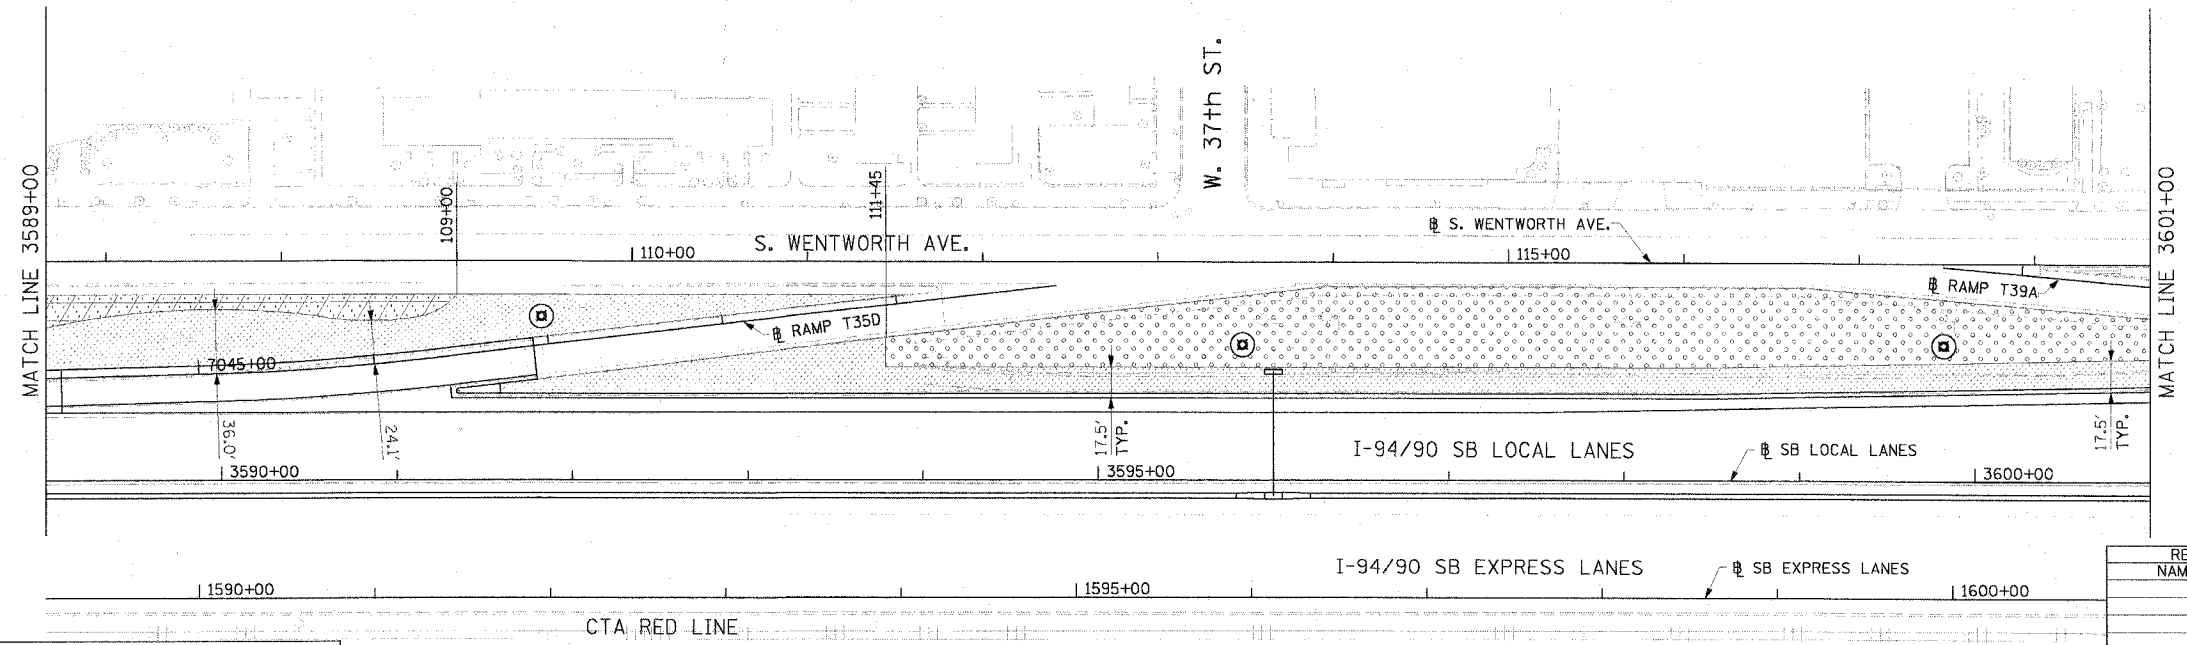 W. 37th ST.
MATCH LINE 3589+00
109+00
111+45
S. WENTWORTH AVE.
110+00
℄ S. WENTWORTH AVE.
115+00
MATCH LINE 3601+00
℄ RAMP T39A
℄ RAMP T35D
7045+00
36.0'
24.1'
17.5'
TYP.
17.5'
TYP.
I-94/90 SB LOCAL LANES
℄ SB LOCAL LANES
3590+00
3595+00
3600+00
I-94/90 SB EXPRESS LANES
℄ SB EXPRESS LANES
1590+00
1595+00
1600+00
CTA RED LINE
RE
NAM